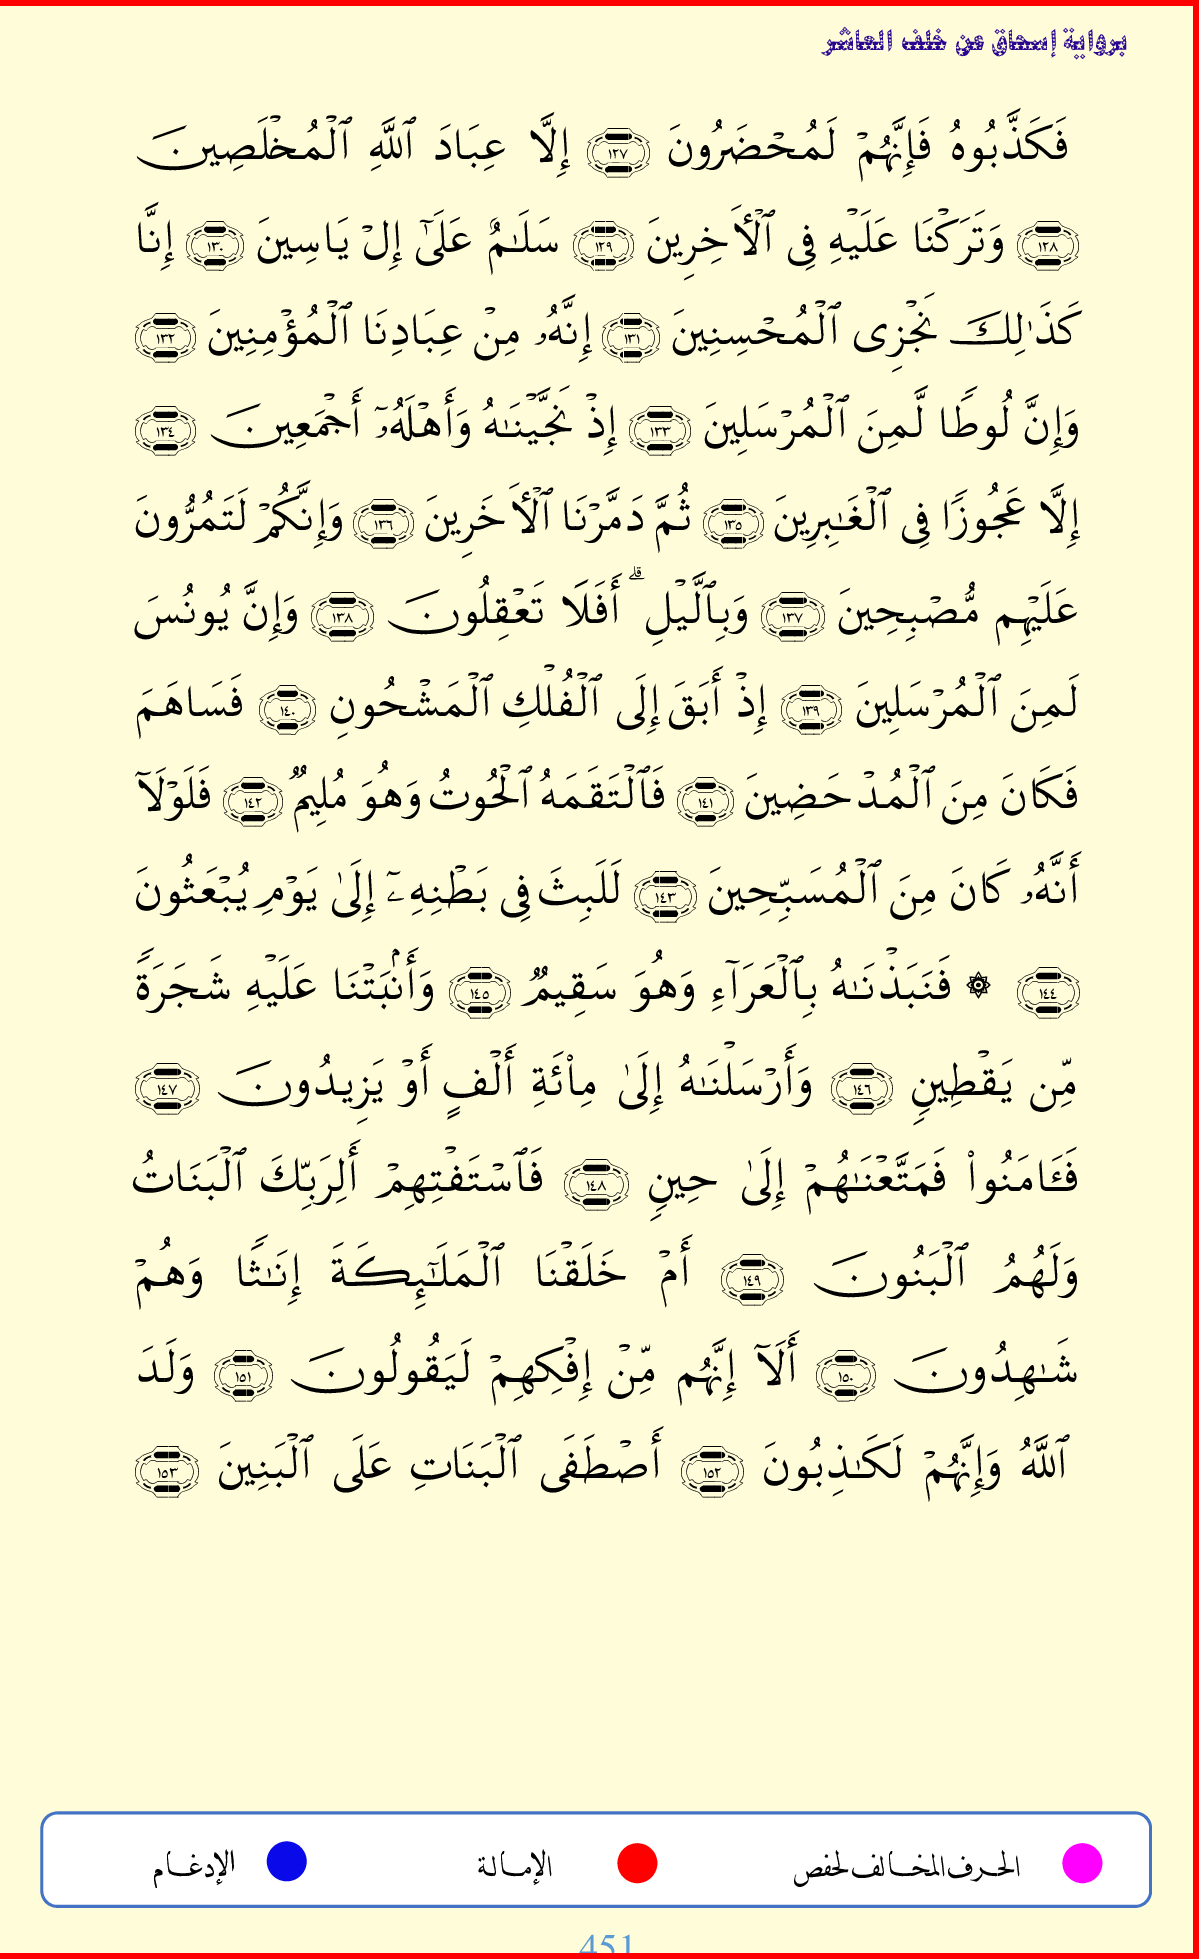 برواية إسحاق عن خلف العاشر
فَكَذَّبُوهُ فَإِنَّهُمۡ لَمُحۡضَرُونَ ١٢٧ إِلَّا عِبَادَ ٱللَّهِ ٱلۡمُخۡلَصِينَ
١٢٨ وَتَرَكۡنَا عَلَيۡهِ فِى ٱلۡأَخِرِينَ ١٢٩ سَلَٰمٌ عَلَىٰٓ إِلۡ يَاسِينَ ١٣٠ إِنَّا
كَذَٰلِكَ نَجۡزِى ٱلۡمُحۡسِنِينَ ١٣١ إِنَّهُۥ مِنۡ عِبَادِنَا ٱلۡمُؤۡمِنِينَ ١٣٢
وَإِنَّ لُوطًا لَّمِنَ ٱلۡمُرۡسَلِينَ ١٣٣ إِذۡ نَجَّيۡنَٰهُ وَأَهۡلَهُۥٓ أَجۡمَعِينَ ١٣٤
إِلَّا عَجُوزًا فِى ٱلۡغَٰبِرِينَ ١٣٥ ثُمَّ دَمَّرۡنَا ٱلۡأَخَرِينَ ١٣٦ وَإِنَّكُمۡ لَتَمُرُّونَ
عَلَيۡهِم مُّصۡبِحِينَ ١٣٧ وَبِٱلَّيۡلِۗ أَفَلَا تَعۡقِلُونَ ١٣٨ وَإِنَّ يُونُسَ
لَمِنَ ٱلۡمُرۡسَلِينَ ١٣٩ إِذۡ أَبَقَ إِلَى ٱلۡفُلۡكِ ٱلۡمَشۡحُونِ ١٤٠ فَسَاهَمَ
فَكَانَ مِنَ ٱلۡمُدۡحَضِينَ ١٤١ فَٱلۡتَقَمَهُ ٱلۡحُوتُ وَهُوَ مُلِيمٌ ١٤٢ فَلَوۡلَآ
أَنَّهُۥ كَانَ مِنَ ٱلۡمُسَبِّحِينَ ١٤٣ لَلَبِثَ فِى بَطۡنِهِۦٓ إِلَىٰ يَوۡمِ يُبۡعَثُونَ
١٤٤ ۞ فَنَبَذۡنَٰهُ بِٱلۡعَرَآءِ وَهُوَ سَقِيمٌ ١٤٥ وَأَنۢبَتۡنَا عَلَيۡهِ شَجَرَةً
مِّن يَقۡطِينٍ ١٤٦ وَأَرۡسَلۡنَٰهُ إِلَىٰ مِاْئَةِ أَلۡفٍ أَوۡ يَزِيدُونَ ١٤٧
فَـَٔامَنُواْ فَمَتَّعۡنَٰهُمۡ إِلَىٰ حِينٍ ١٤٨ فَٱسۡتَفۡتِهِمۡ أَلِرَبِّكَ ٱلۡبَنَاتُ
وَلَهُمُ ٱلۡبَنُونَ ١٤٩ أَمۡ خَلَقۡنَا ٱلۡمَلَٰٓئِكَةَ إِنَٰثًا وَهُمۡ
شَٰهِدُونَ ١٥٠ أَلَآ إِنَّهُم مِّنۡ إِفۡكِهِمۡ لَيَقُولُونَ ١٥١ وَلَدَ
ٱللَّهُ وَإِنَّهُمۡ لَكَٰذِبُونَ ١٥٢ أَصۡطَفَى ٱلۡبَنَاتِ عَلَى ٱلۡبَنِينَ ١٥٣
الحرف المخالف لحفص الإمالة الإدغام
451